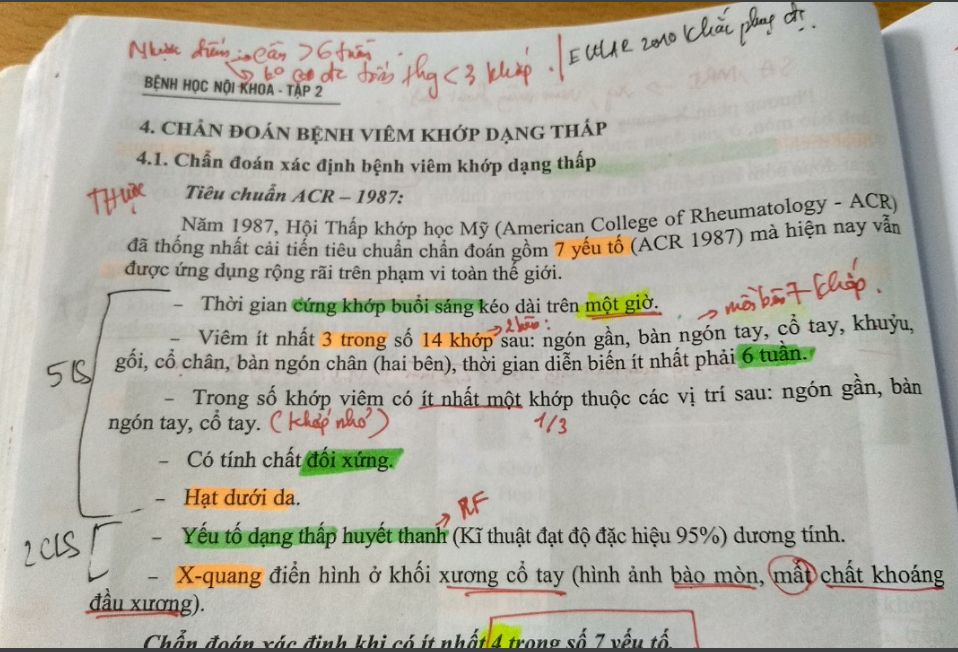 Nhược điểm: cần > 6 tuần. / EULAR 2010 khắc phục đc.
→ ko đc trên thg < 3 khớp.
BỆNH HỌC NỘI KHOA - TẬP 2
4. CHẨN ĐOÁN BỆNH VIÊM KHỚP DẠNG THẤP
4.1. Chẩn đoán xác định bệnh viêm khớp dạng thấp
Thuộc
Tiêu chuẩn ACR – 1987:
Năm 1987, Hội Thấp khớp học Mỹ (American College of Rheumatology - ACR)
đã thống nhất cải tiến tiêu chuẩn chẩn đoán gồm 7 yếu tố (ACR 1987) mà hiện nay vẫn
được ứng dụng rộng rãi trên phạm vi toàn thế giới.
– Thời gian cứng khớp buổi sáng kéo dài trên một giờ.
→ 2 bên: → mỗi bên 7 khớp.
– Viêm ít nhất 3 trong số 14 khớp sau: ngón gần, bàn ngón tay, cổ tay, khuỷu,
gối, cổ chân, bàn ngón chân (hai bên), thời gian diễn biến ít nhất phải 6 tuần.
5 LS
– Trong số khớp viêm có ít nhất một khớp thuộc các vị trí sau: ngón gần, bàn
ngón tay, cổ tay. (khớp nhỏ) 1/3
– Có tính chất đối xứng.
– Hạt dưới da.
→ RF
2 CLS
– Yếu tố dạng thấp huyết thanh (Kĩ thuật đạt độ đặc hiệu 95%) dương tính.
– X-quang điển hình ở khối xương cổ tay (hình ảnh bào mòn, mất chất khoáng
đầu xương).
Chẩn đoán xác định khi có ít nhất 4 trong số 7 yếu tố.